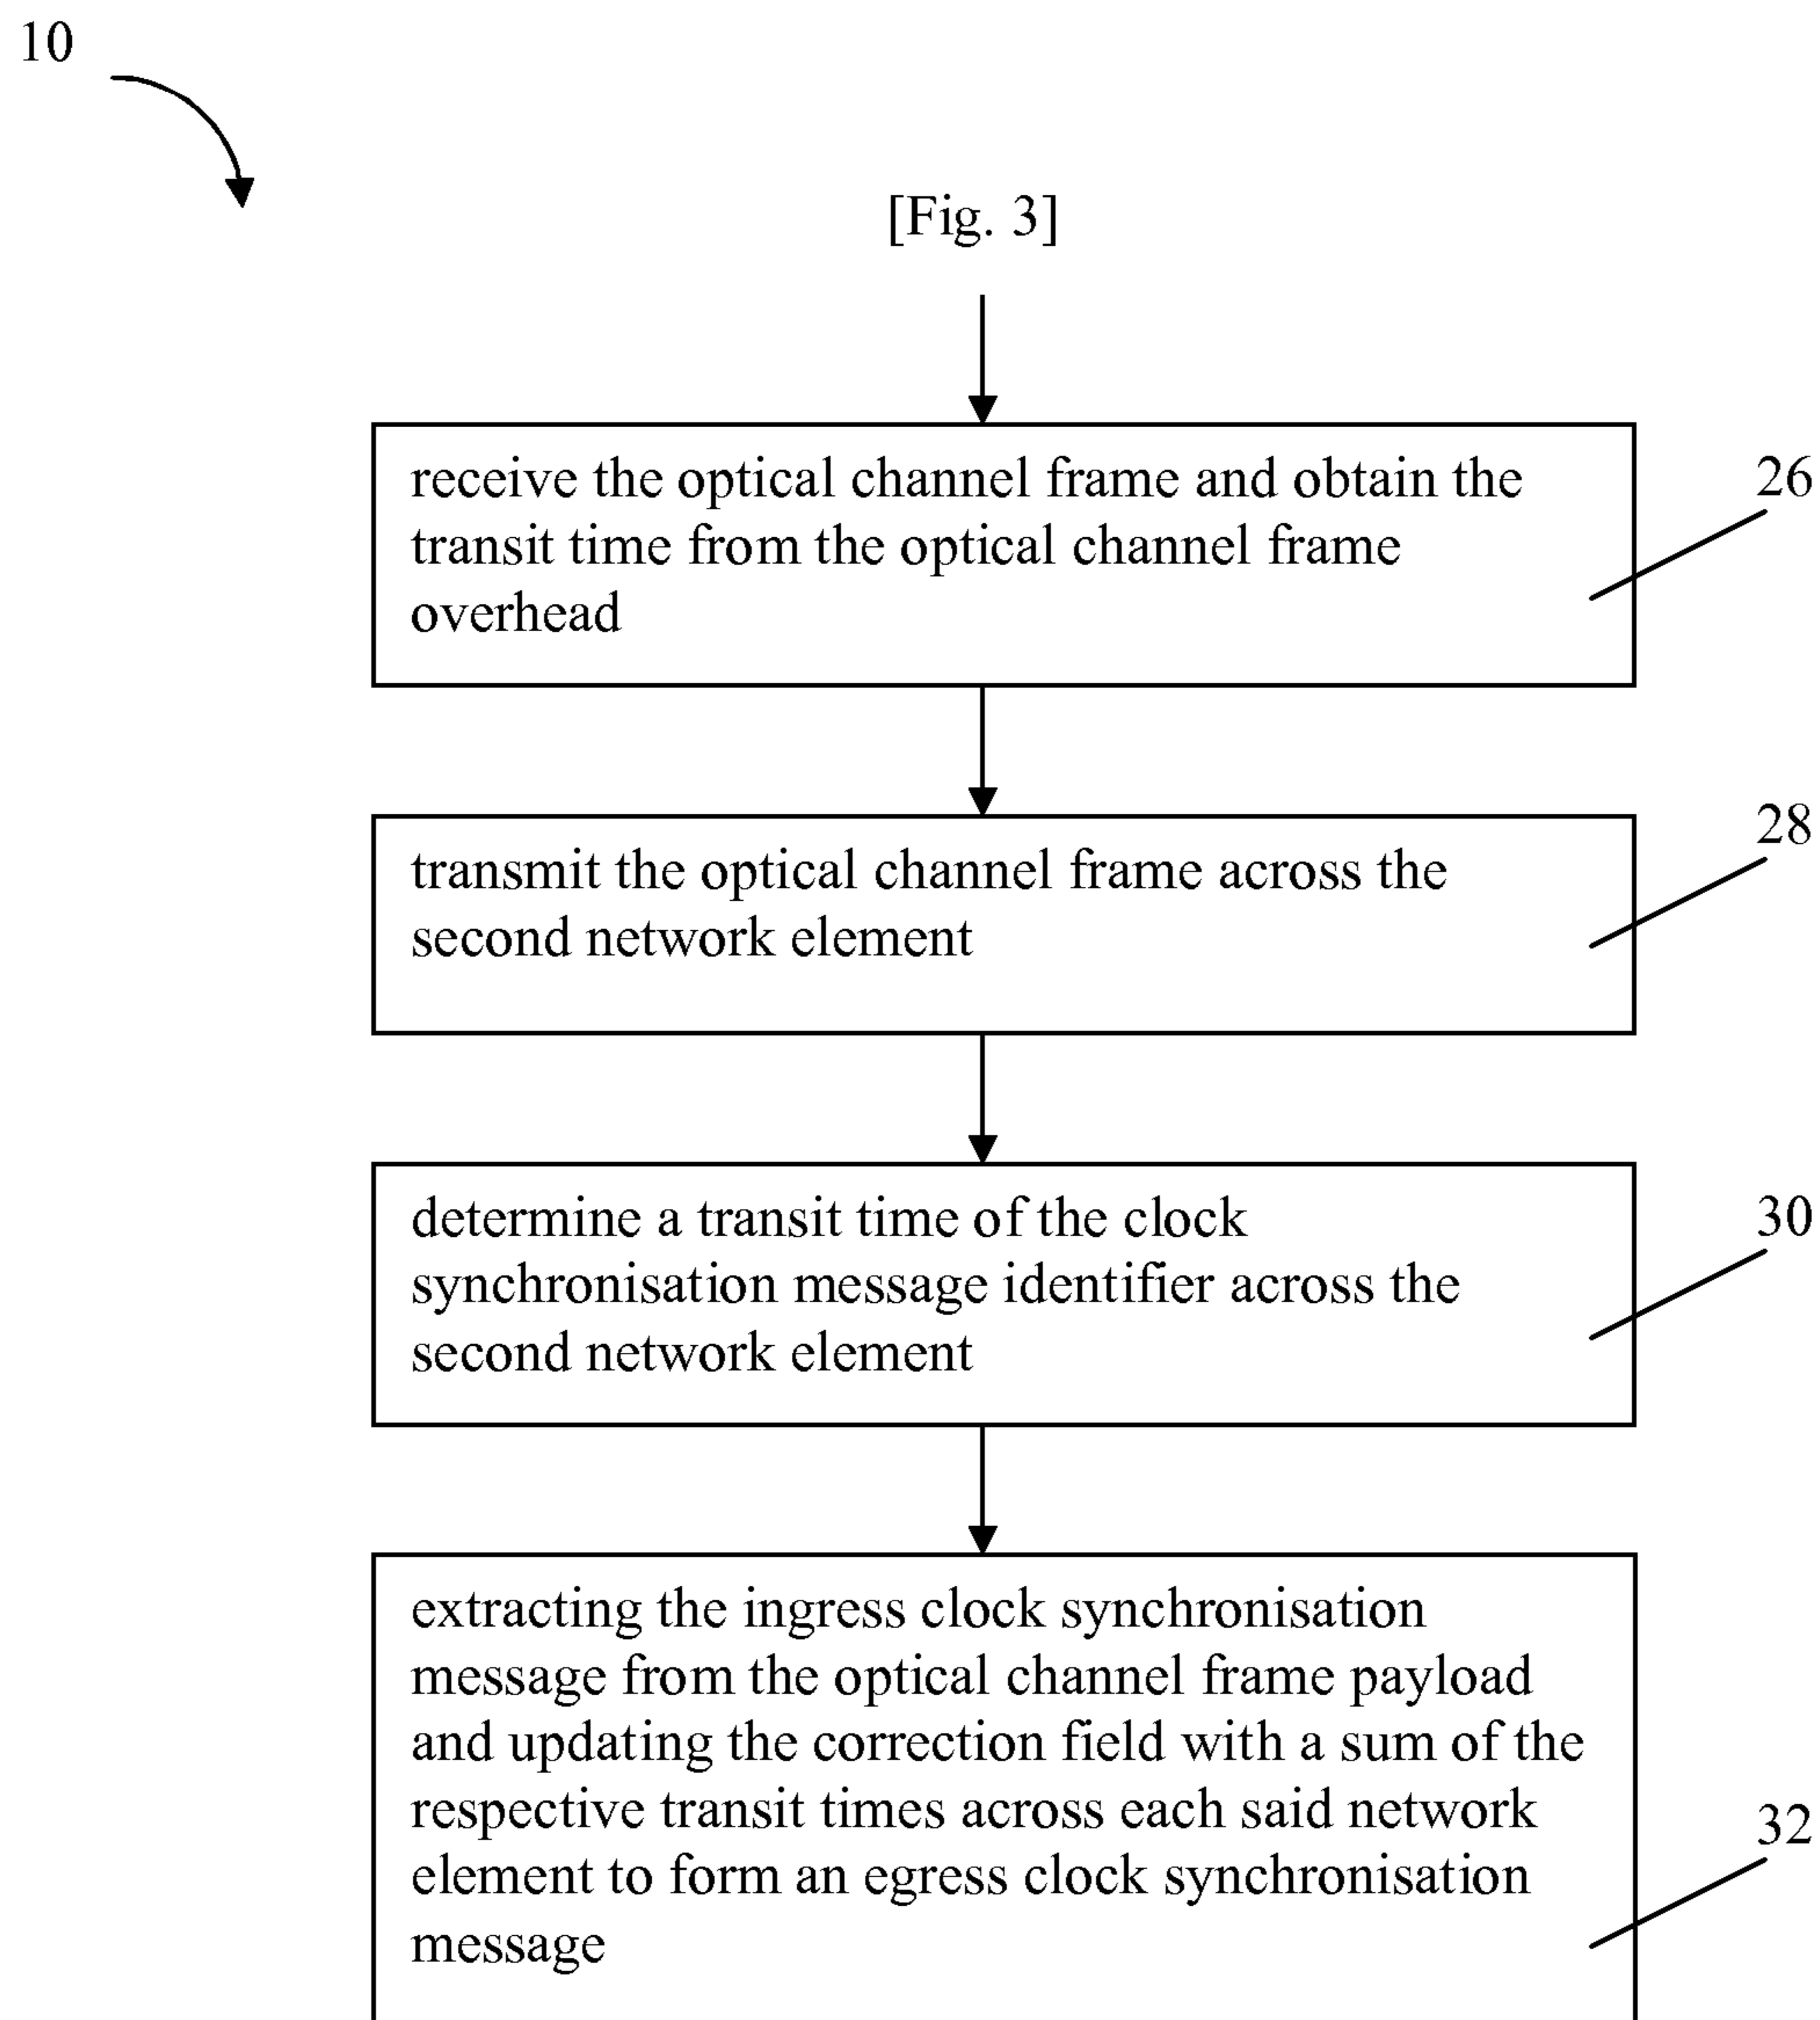 10
[Fig. 3]
receive the optical channel frame and obtain the
transit time from the optical channel frame
overhead
26
transmit the optical channel frame across the
second network element
28
determine a transit time of the clock
synchronisation message identifier across the
second network element
30
extracting the ingress clock synchronisation
message from the optical channel frame payload
and updating the correction field with a sum of the
respective transit times across each said network
element to form an egress clock synchronisation
message
32